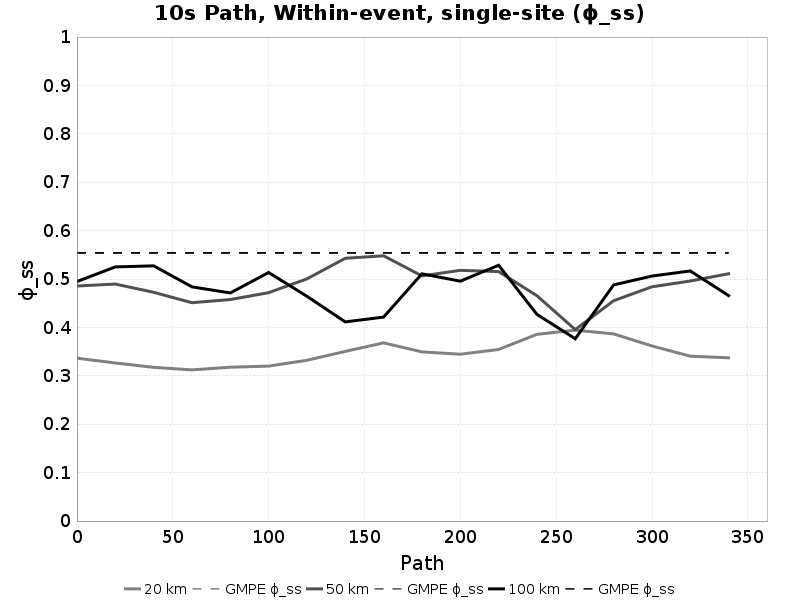 10s Path, Within-event, single-site (ϕ_ss)
1
0.9
0.8
0.7
0.6
0.5
0.4
0.3
0.2
0.1
0
ϕ_ss
0 50 100 150 200 250 300 350
Path
20 km GMPE ϕ_ss 50 km GMPE ϕ_ss 100 km GMPE ϕ_ss